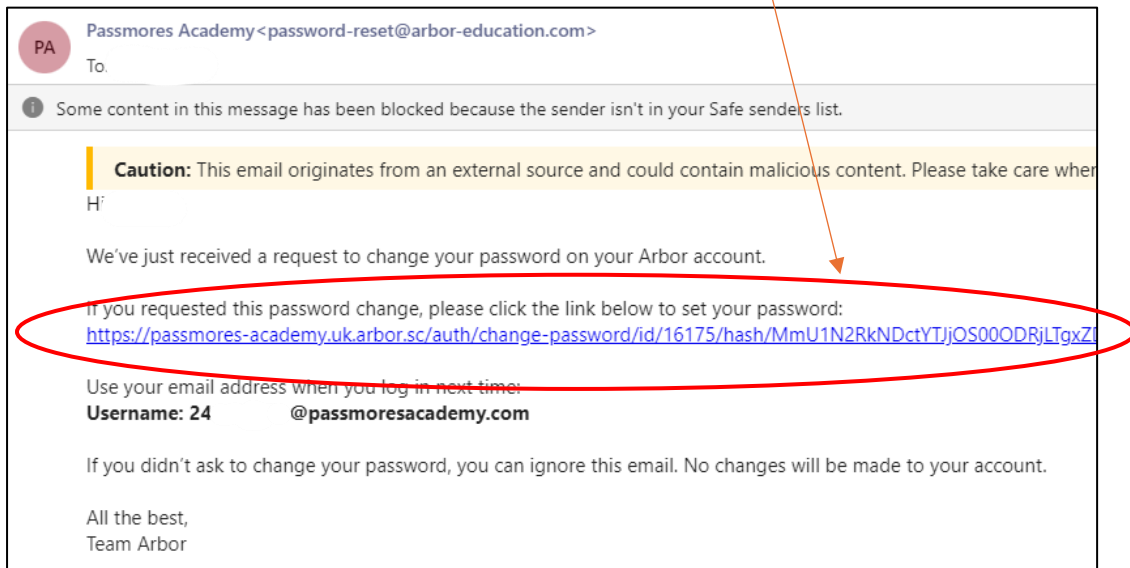 PA
Passmores Academy<password-reset@arbor-education.com>
To.
Some content in this message has been blocked because the sender isn't in your Safe senders list.
Caution: This email originates from an external source and could contain malicious content. Please take care when
Hi
We've just received a request to change your password on your Arbor account.
If you requested this password change, please click the link below to set your password:
https://passmores-academy.uk.arbor.sc/auth/change-password/id/16175/hash/MmU1N2RkNDctYTJjOS00ODRjLTgxZD
Use your email address when you log in next time:
Username: 24 @passmoresacademy.com
If you didn't ask to change your password, you can ignore this email. No changes will be made to your account.
All the best,
Team Arbor